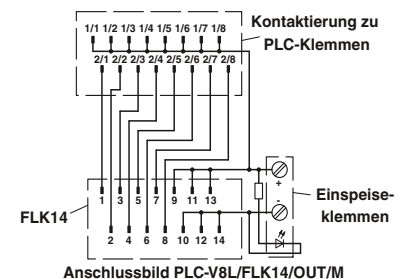 Kontaktierung zu
PLC-Klemmen
1/1 1/2 1/3 1/4 1/5 1/6 1/7 1/8
2/1 2/2 2/3 2/4 2/5 2/6 2/7 2/8
1 3 5 7 9 11 13
+
-
Einspeise-
klemmen
FLK14
2 4 6 8 10 12 14
Anschlussbild PLC-V8L/FLK14/OUT/M